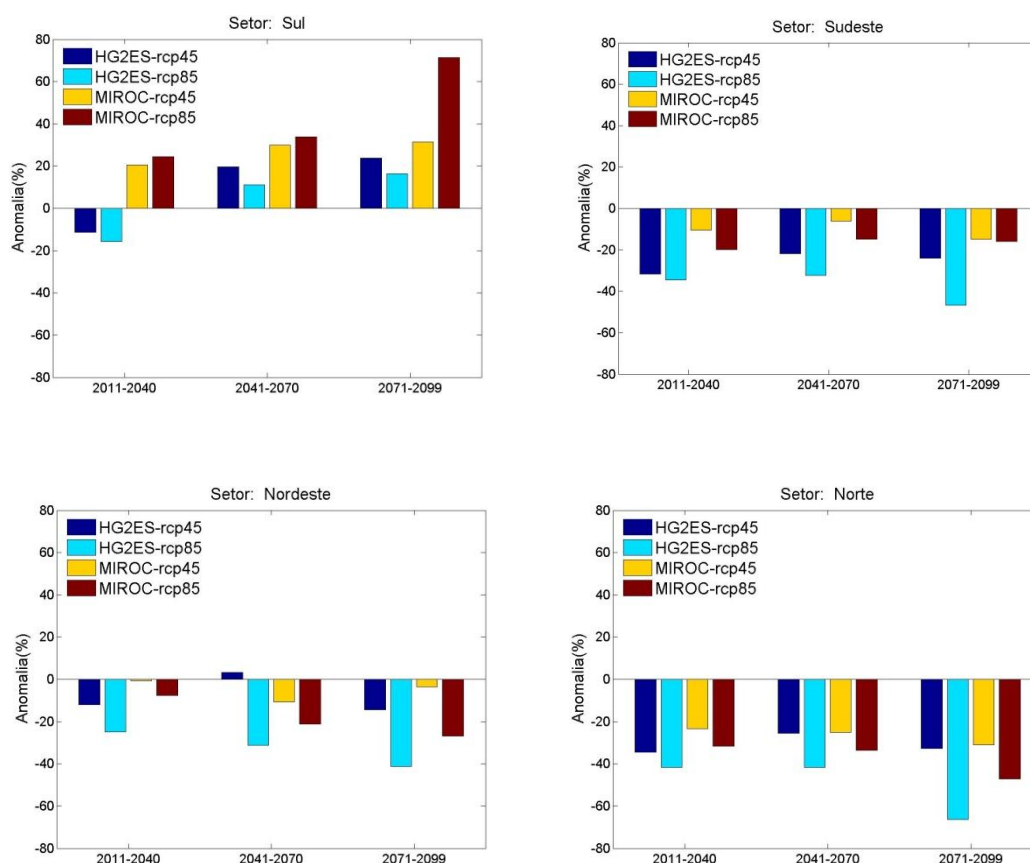 Setor: Sul
80
60
40
20
0
-20
-40
-60
-80
Anomalia(%)
HG2ES-rcp45
HG2ES-rcp85
MIROC-rcp45
MIROC-rcp85
2011-2040 2041-2070 2071-2099
Setor: Sudeste
80
60
40
20
0
-20
-40
-60
-80
Anomalia(%)
HG2ES-rcp45
HG2ES-rcp85
MIROC-rcp45
MIROC-rcp85
2011-2040 2041-2070 2071-2099
Setor: Nordeste
80
60
40
20
0
-20
-40
-60
-80
Anomalia(%)
HG2ES-rcp45
HG2ES-rcp85
MIROC-rcp45
MIROC-rcp85
2011-2040 2041-2070 2071-2099
Setor: Norte
80
60
40
20
0
-20
-40
-60
-80
Anomalia(%)
HG2ES-rcp45
HG2ES-rcp85
MIROC-rcp45
MIROC-rcp85
2011-2040 2041-2070 2071-2099